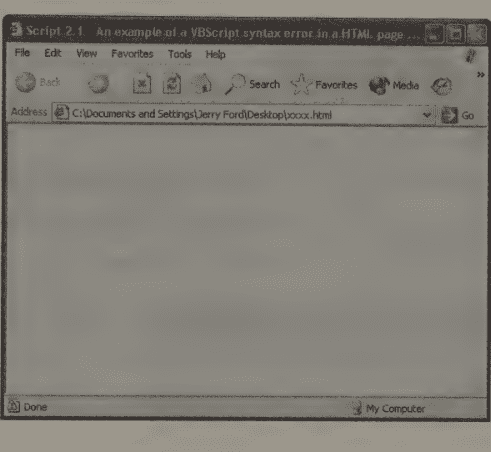 Script 2.1 An example of a VBScript syntax error in a HTML page ...
File Edit View Favorites Tools Help
Back Search Favorites Media »
Address C:\Documents and Settings\Jerry Ford\Desktop\xxxx.html Go
Done My Computer